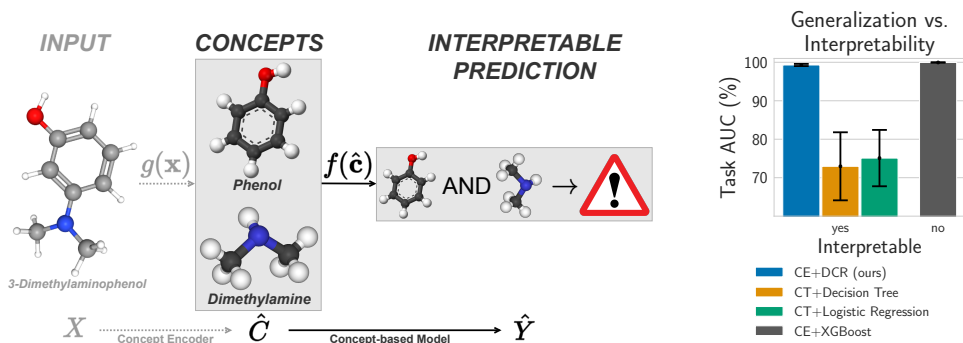 INPUT
CONCEPTS
INTERPRETABLE
PREDICTION
g(x)
Phenol
f(ĉ)
AND
→
!
3-Dimethylaminophenol
Dimethylamine
X
Concept Encoder
Ĉ
Concept-based Model
Ŷ
Generalization vs.
Interpretability
Task AUC (%)
100
100
90
80
70
yes
no
Interpretable
CE+DCR (ours)
CT+Decision Tree
CT+Logistic Regression
CE+XGBoost